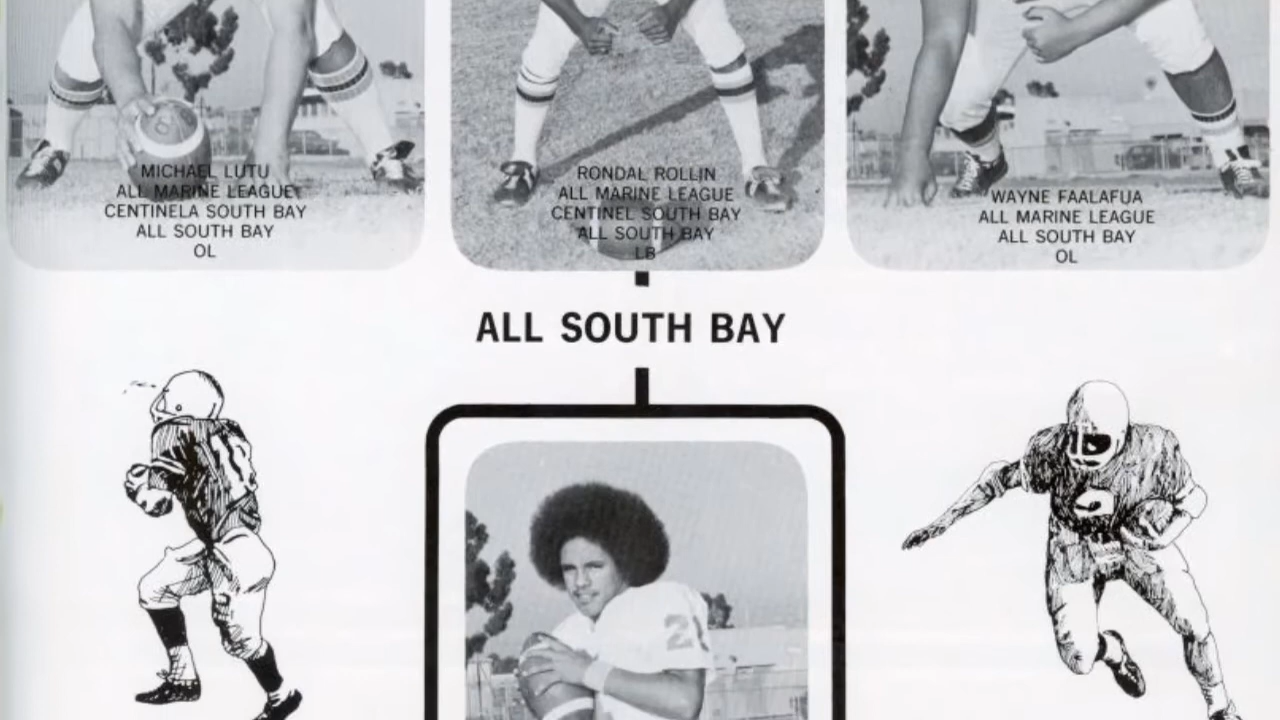 MICHAEL LUTU
ALL MARINE LEAGUE
CENTINELA SOUTH BAY
ALL SOUTH BAY
OL
RONDAL ROLLIN
ALL MARINE LEAGUE
CENTINEL SOUTH BAY
ALL SOUTH BAY
LB
WAYNE FAALAFUA
ALL MARINE LEAGUE
ALL SOUTH BAY
OL
ALL SOUTH BAY